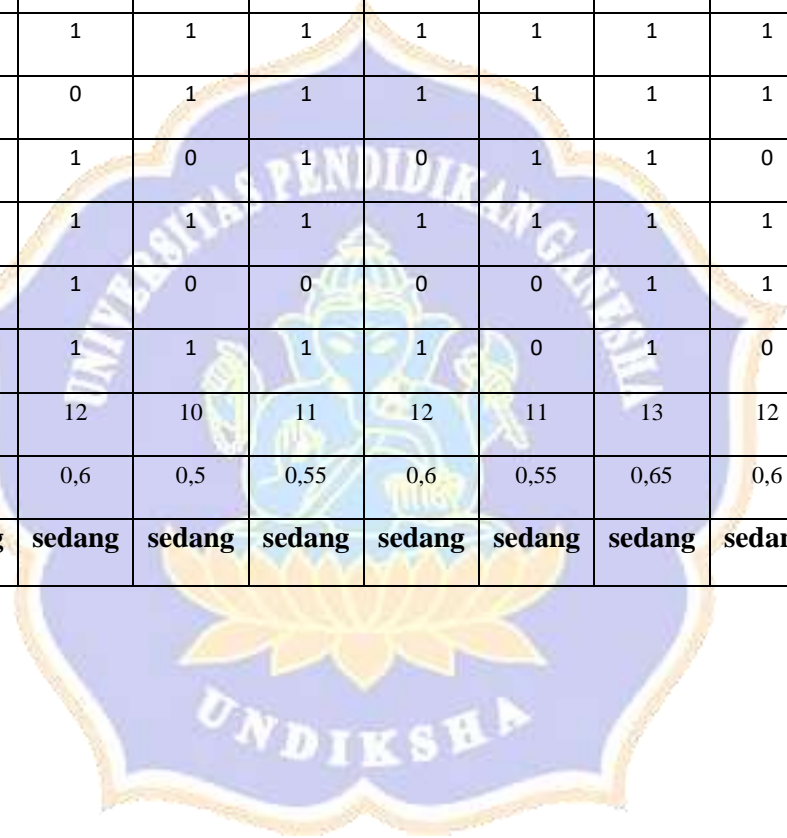 1 1 1 1 1 1 1
0 1 1 1 1 1 1
1 0 1 0 1 1 0
1 1 1 1 1 1 1
1 0 0 0 0 1 1
1 1 1 1 0 1 0
12 10 11 12 11 13 12
0,6 0,5 0,55 0,6 0,55 0,65 0,6
sedang sedang sedang sedang sedang sedang
UNIVERSITAS PENDIDIKAN GANESHA
UNDIKSHA